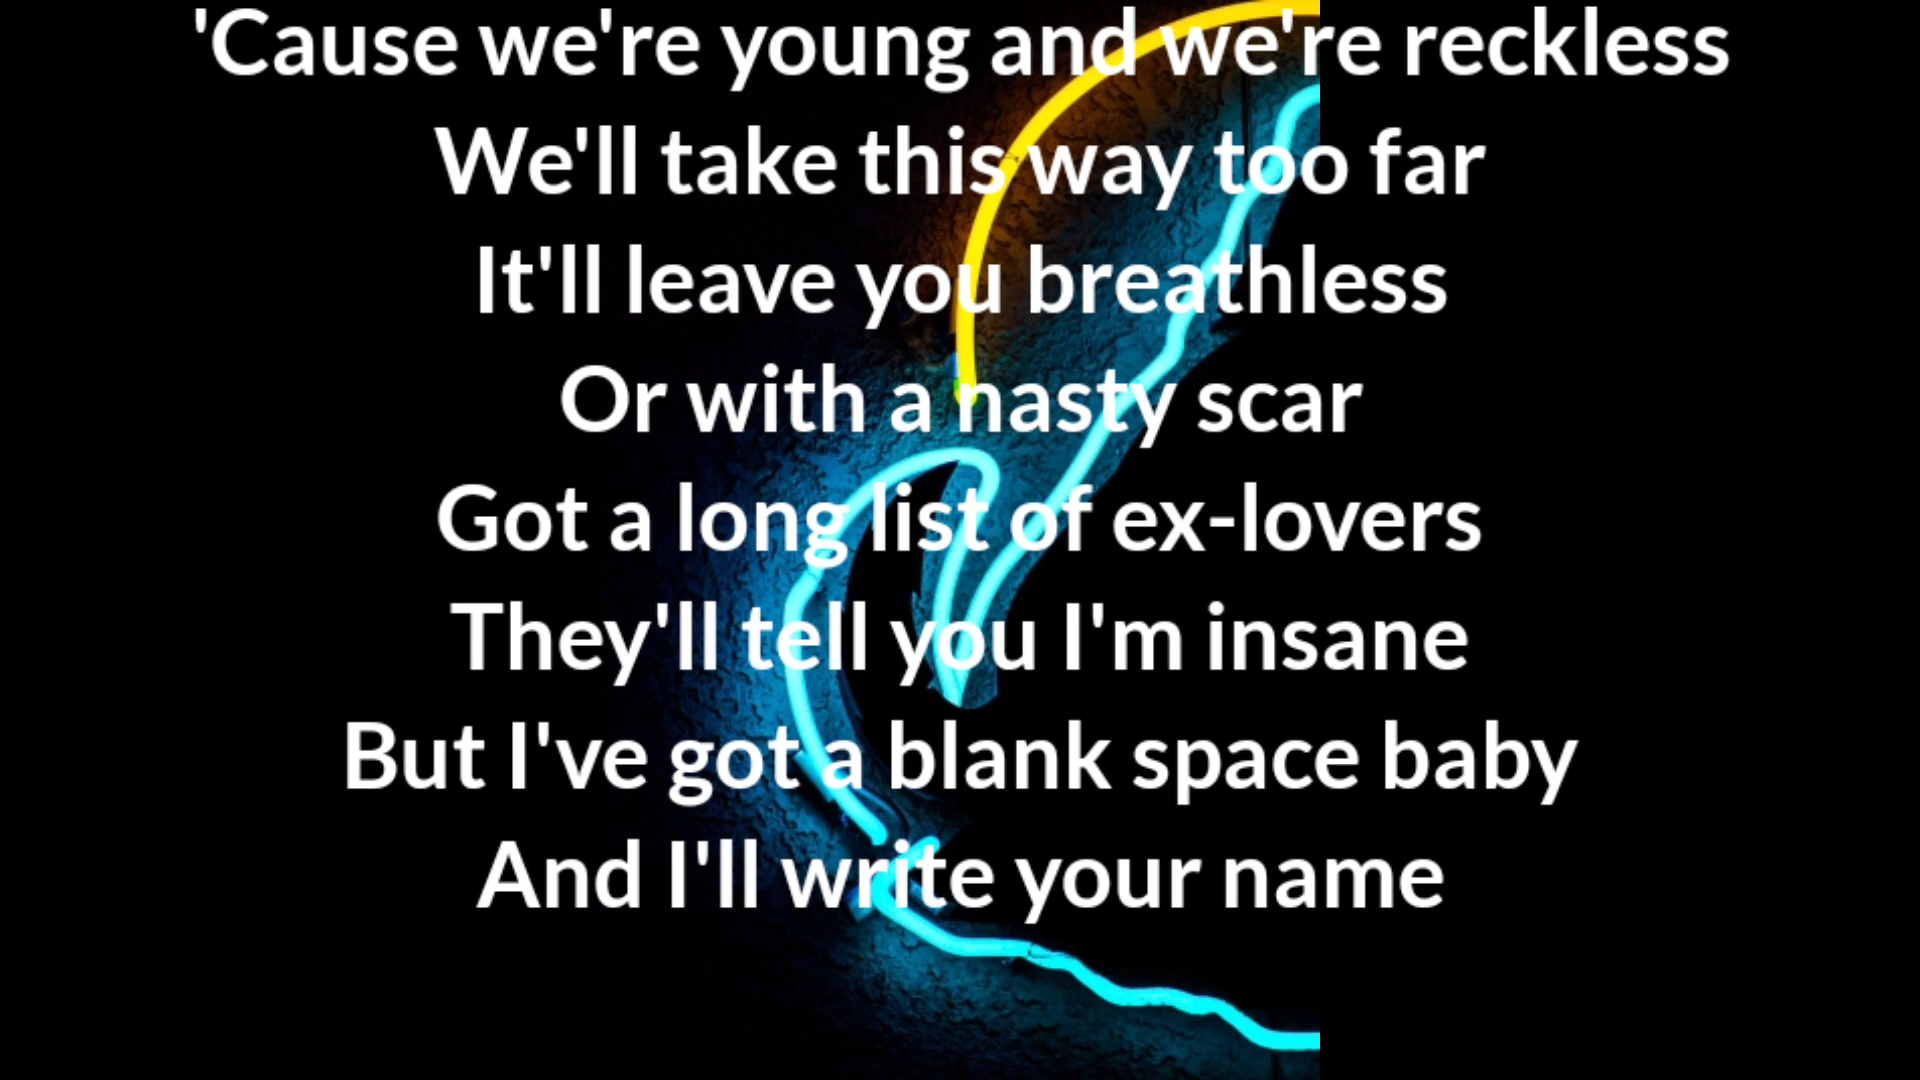 'Cause we're young and we're reckless
We'll take this way too far
It'll leave you breathless
Or with a nasty scar
Got a long list of ex-lovers
They'll tell you I'm insane
But I've got a blank space baby
And I'll write your name